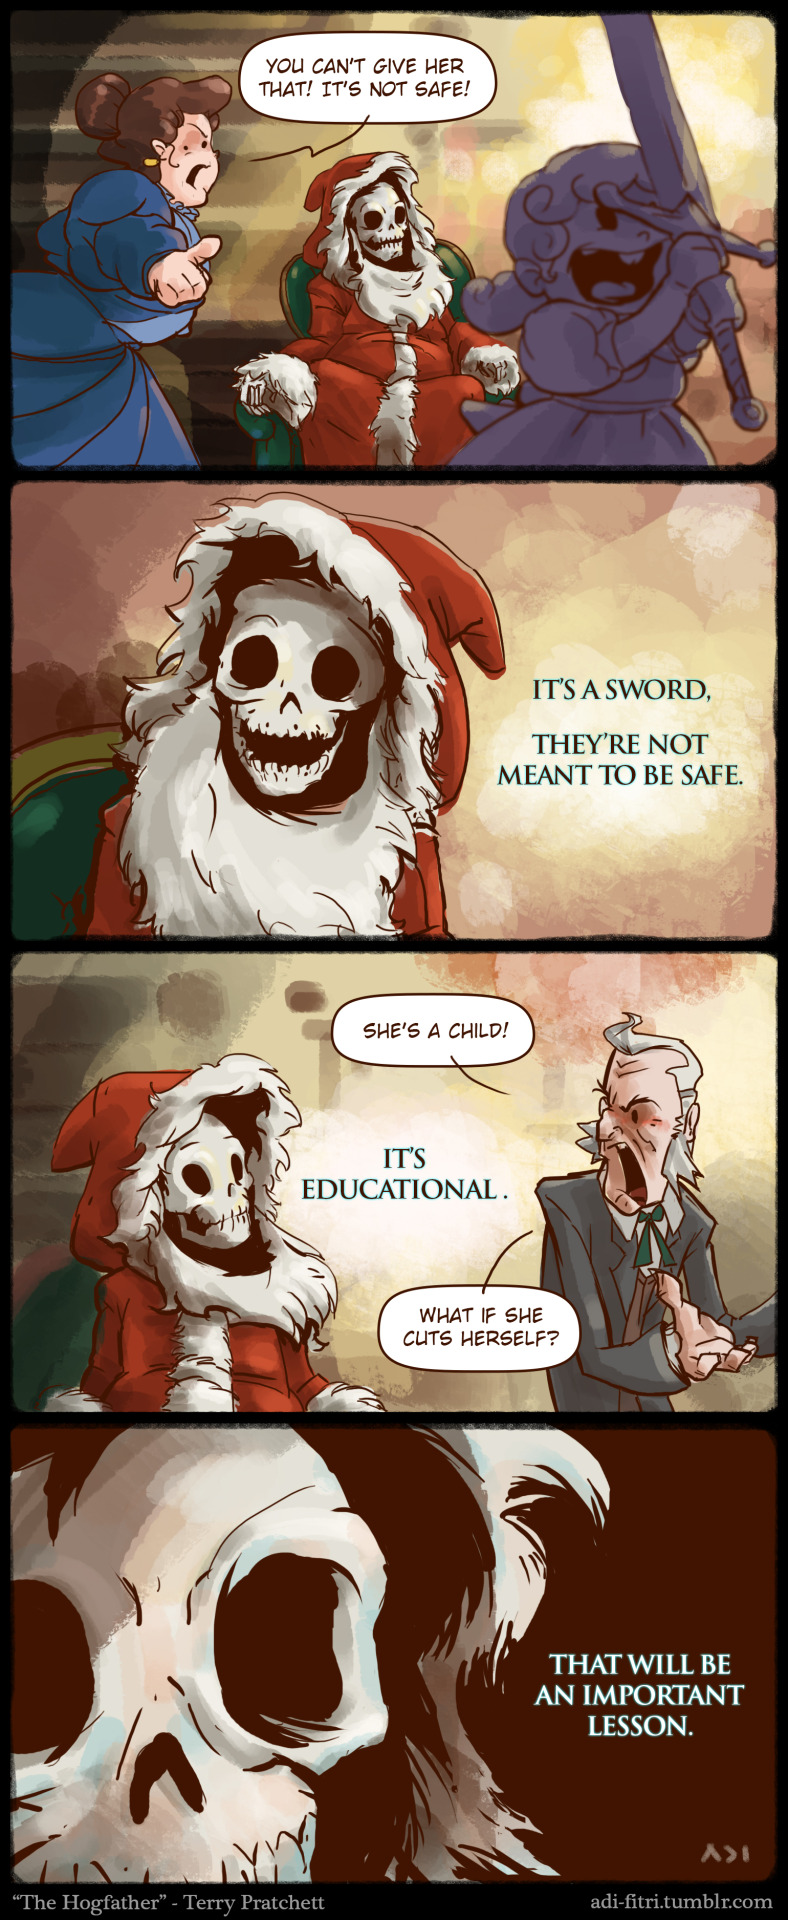 YOU CAN'T GIVE HER
THAT! IT'S NOT SAFE!
IT'S A SWORD,
THEY'RE NOT
MEANT TO BE SAFE.
SHE'S A CHILD!
IT'S
EDUCATIONAL.
WHAT IF SHE
CUTS HERSELF?
THAT WILL BE
AN IMPORTANT
LESSON.
ADI
“The Hogfather” - Terry Pratchett
adi-fitri.tumblr.com